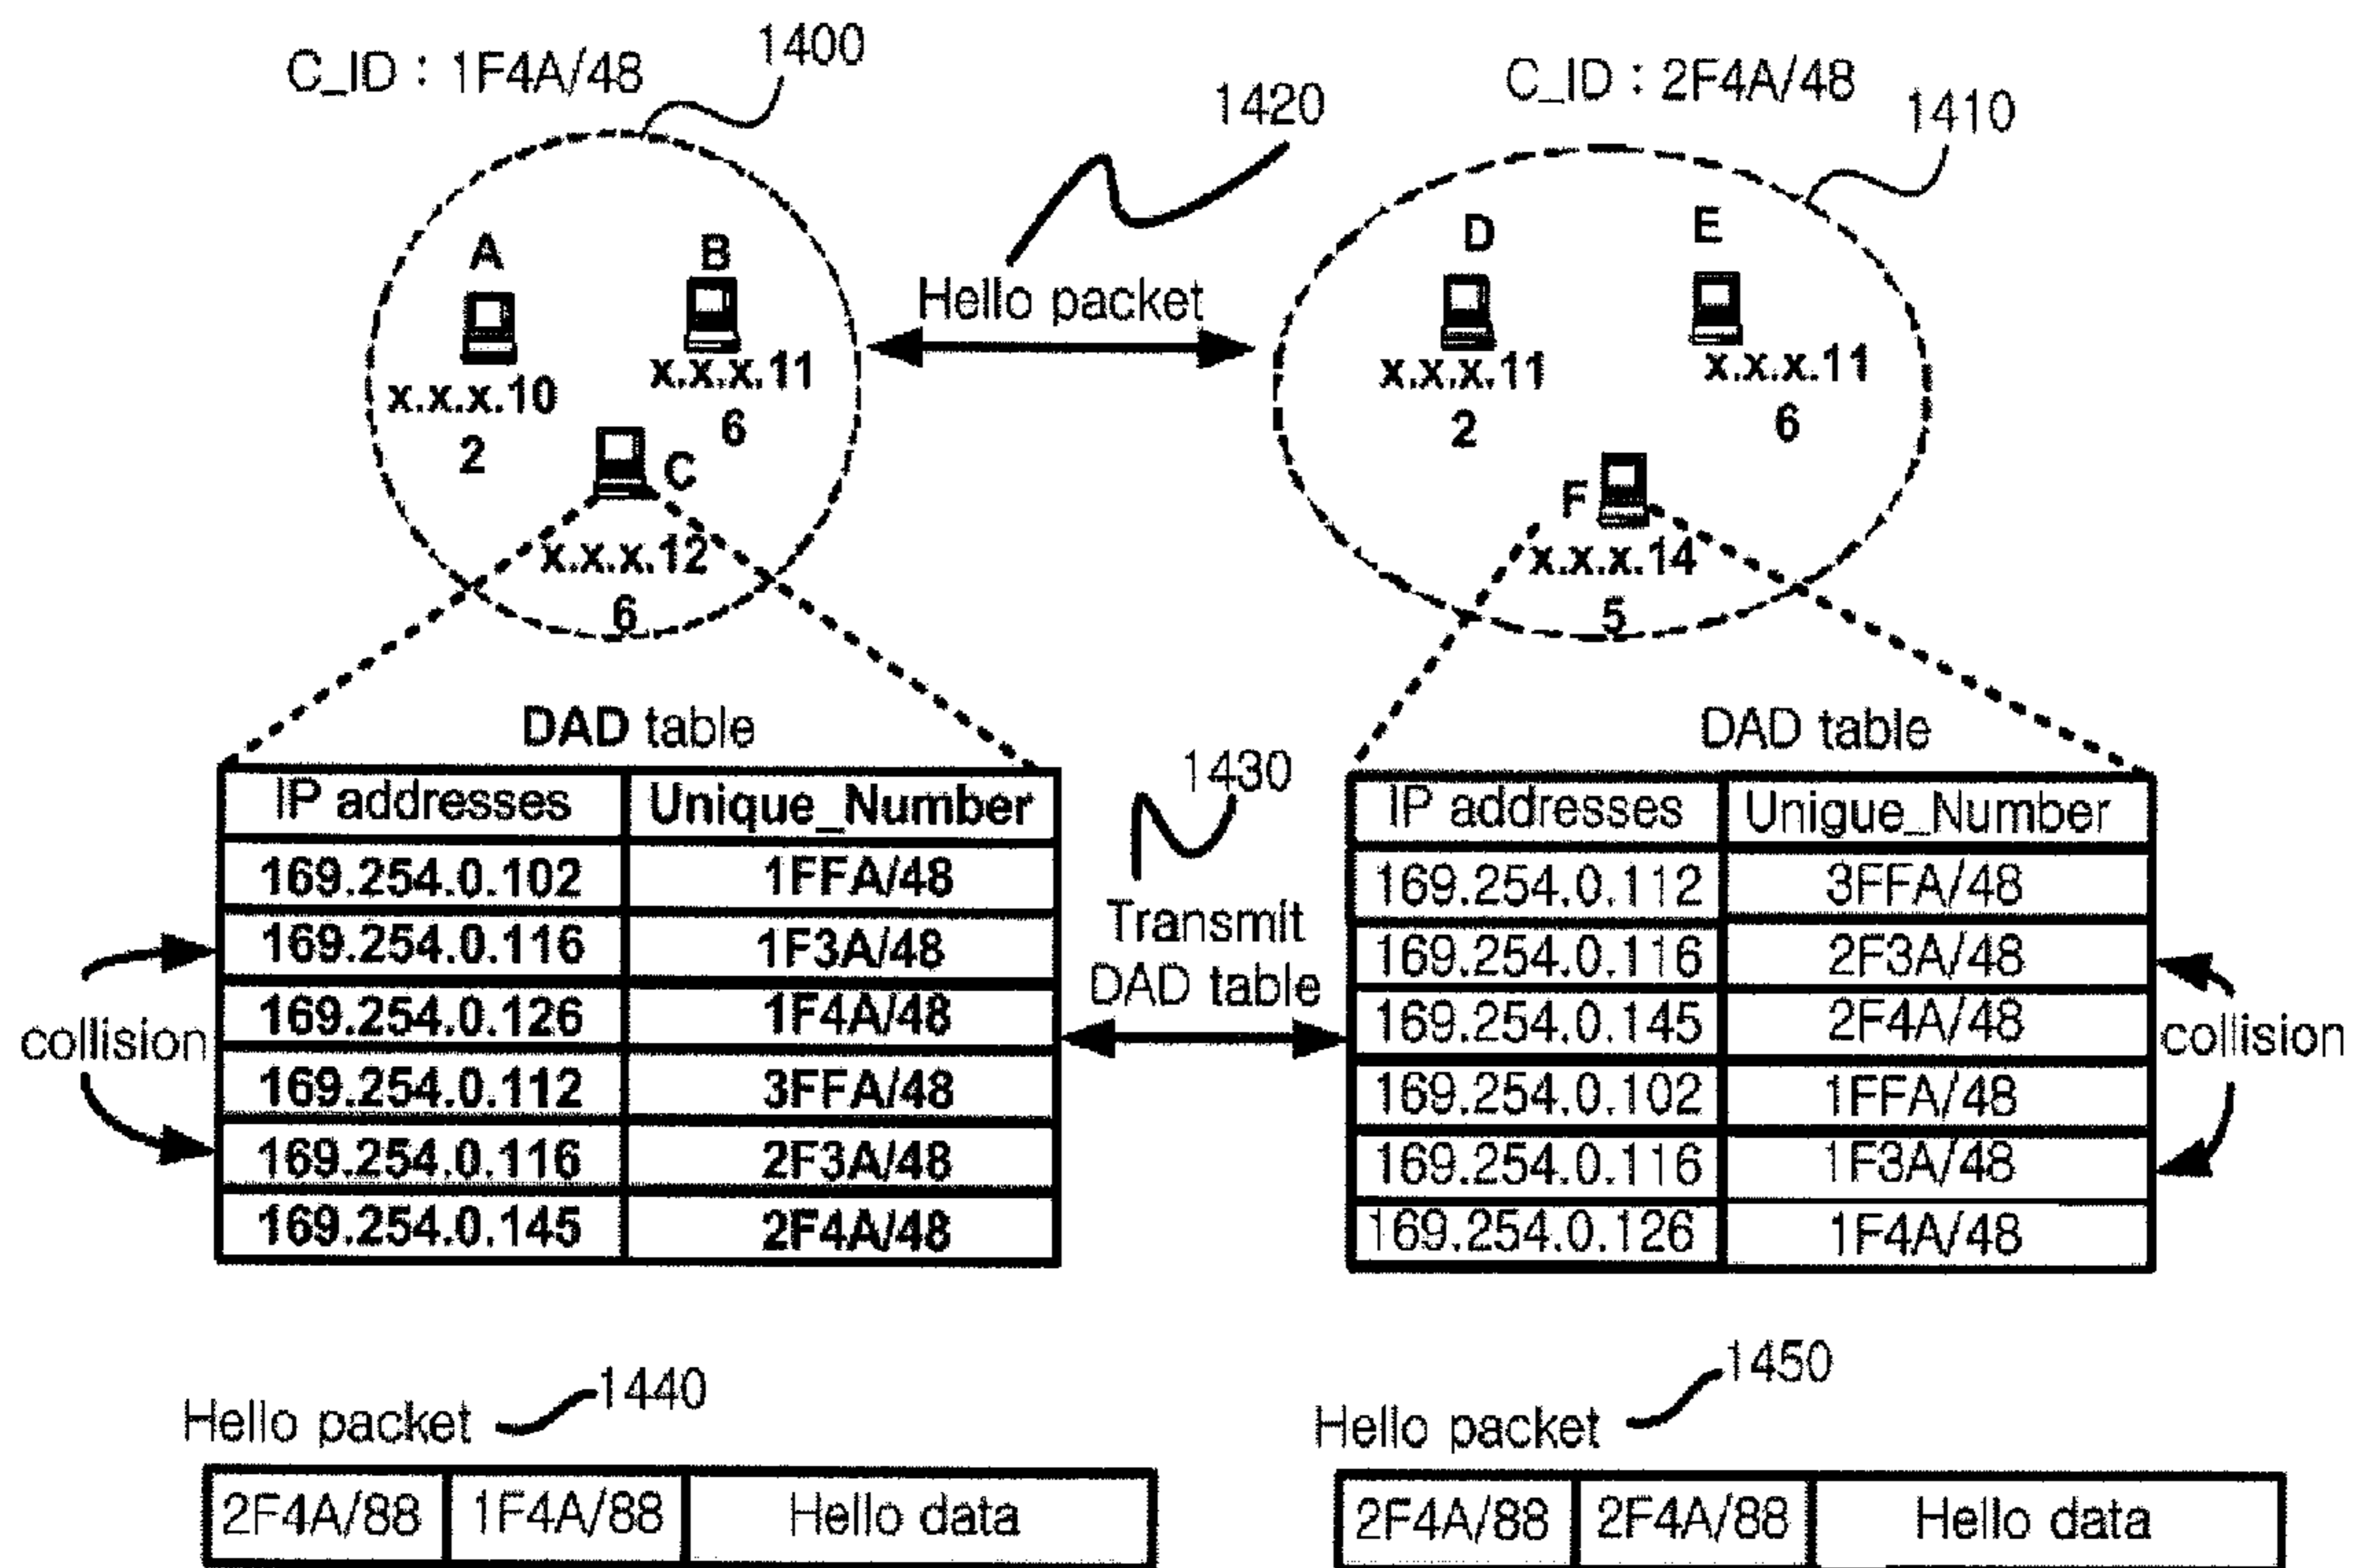 C_ID : 1F4A/48
1400
1420
C_ID : 2F4A/48
1410
A
B
x.x.x.10
2
x.x.x.11
6
C
x.x.x.12
6
Hello packet
D
E
x.x.x.11
2
x.x.x.11
6
F
x.x.x.14
5
DAD table
IP addresses Unique_Number
169.254.0.102 1FFA/48
169.254.0.116 1F3A/48
169.254.0.126 1F4A/48
169.254.0.112 3FFA/48
169.254.0.116 2F3A/48
169.254.0.145 2F4A/48
collision
1430
Transmit
DAD table
DAD table
IP addresses Unigue_Number
169.254.0.112 3FFA/48
169.254.0.116 2F3A/48
169.254.0.145 2F4A/48
169.254.0.102 1FFA/48
169.254.0.116 1F3A/48
169.254.0.126 1F4A/48
collision
Hello packet 1440
2F4A/88 1F4A/88 Hello data
Hello packet 1450
2F4A/88 2F4A/88 Hello data